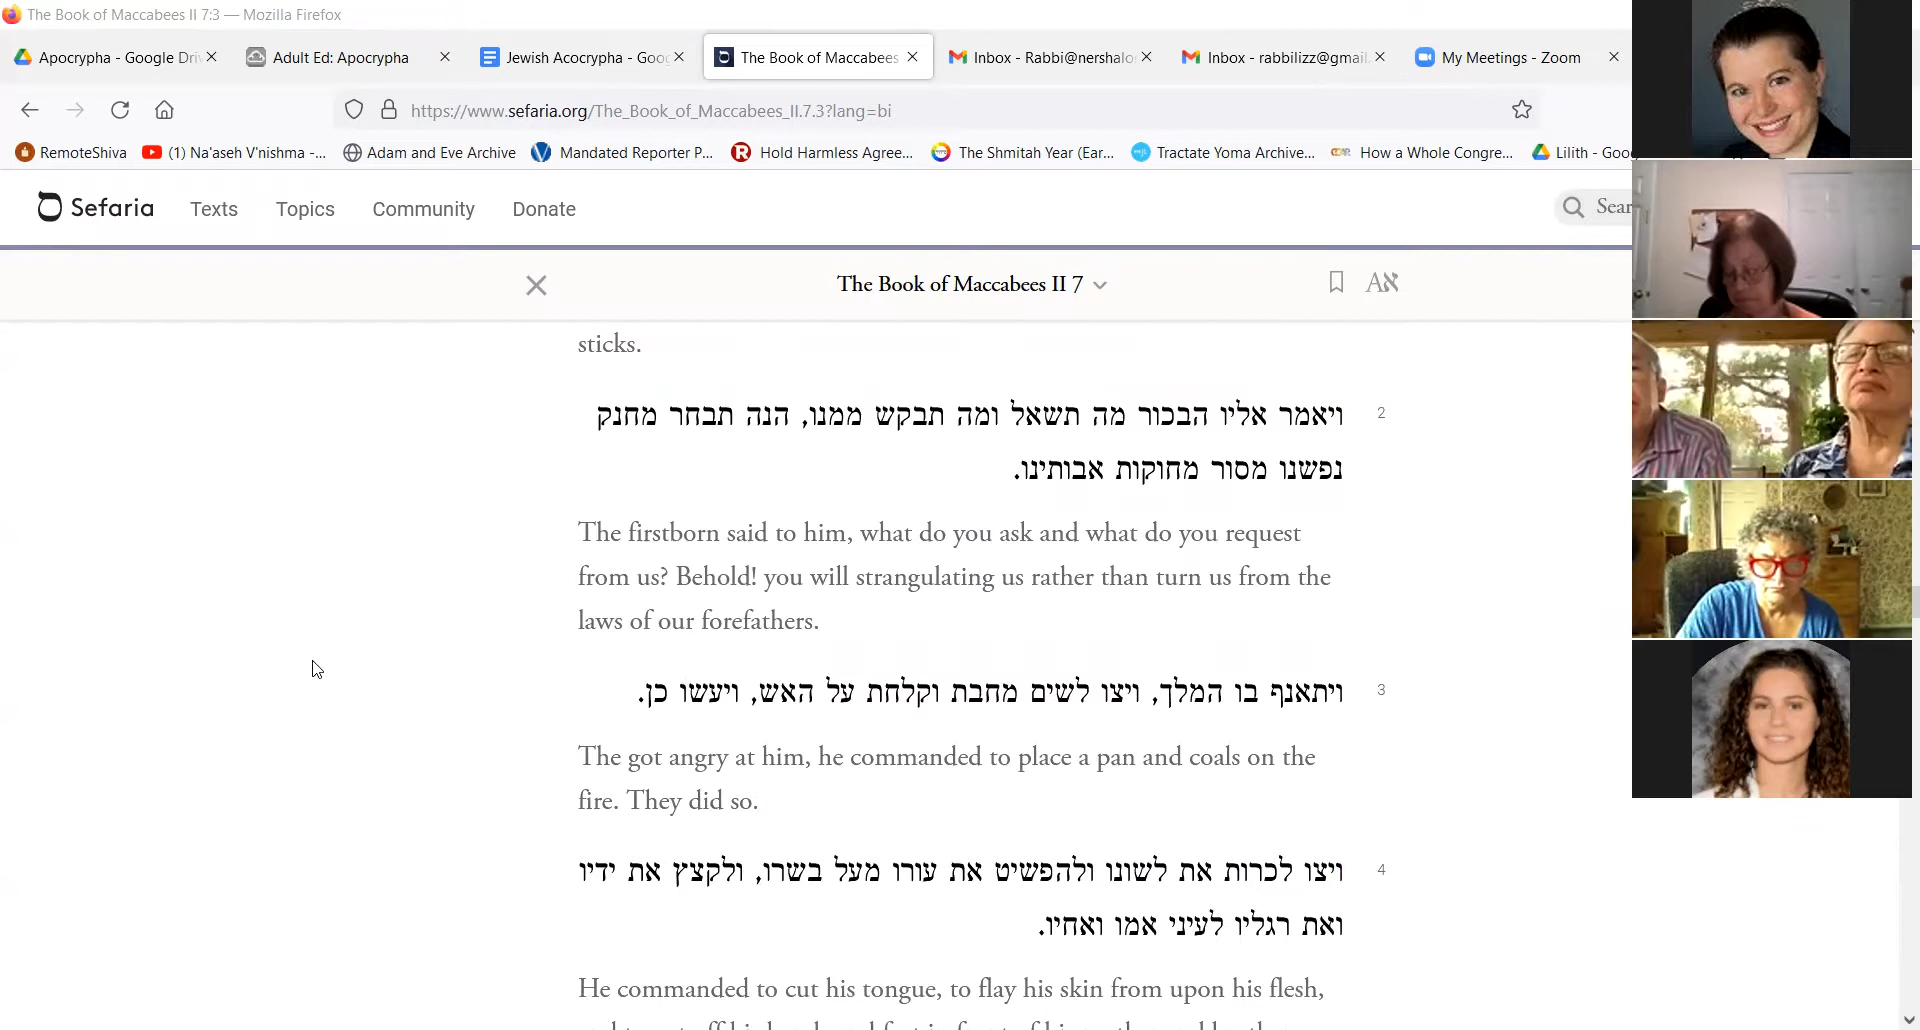 The Book of Maccabees II 7:3 — Mozilla Firefox
Apocrypha - Google Dri
Adult Ed: Apocrypha
Jewish Acocrypha - Goo
The Book of Maccabees
Inbox - Rabbi@nershalo
Inbox - rabbilizz@gmail.
My Meetings - Zoom
https://www.sefaria.org/The_Book_of_Maccabees_II.7.3?lang=bi
RemoteShiva
(1) Na'aseh V'nishma -...
Adam and Eve Archive
Mandated Reporter P...
Hold Harmless Agree...
The Shmitah Year (Ear...
Tractate Yoma Archive...
How a Whole Congre...
Lilith - Goo
Sefaria
Texts
Topics
Community
Donate
Sear
The Book of Maccabees II 7
Aא
sticks.
2
ויאמר אליו הבכור מה תשאל ומה תבקש ממנו, הנה תבחר מחנק
נפשנו מסור מחוקות אבותינו.
The firstborn said to him, what do you ask and what do you request
from us? Behold! you will strangulating us rather than turn us from the
laws of our forefathers.
3
ויתאנף בו המלך, ויצו לשים מחבת וקלחת על האש, ויעשו כן.
The got angry at him, he commanded to place a pan and coals on the
fire. They did so.
4
ויצו לכרות את לשונו ולהפשיט את עורו מעל בשרו, ולקצץ את ידיו
ואת רגליו לעיני אמו ואחיו.
He commanded to cut his tongue, to flay his skin from upon his flesh,